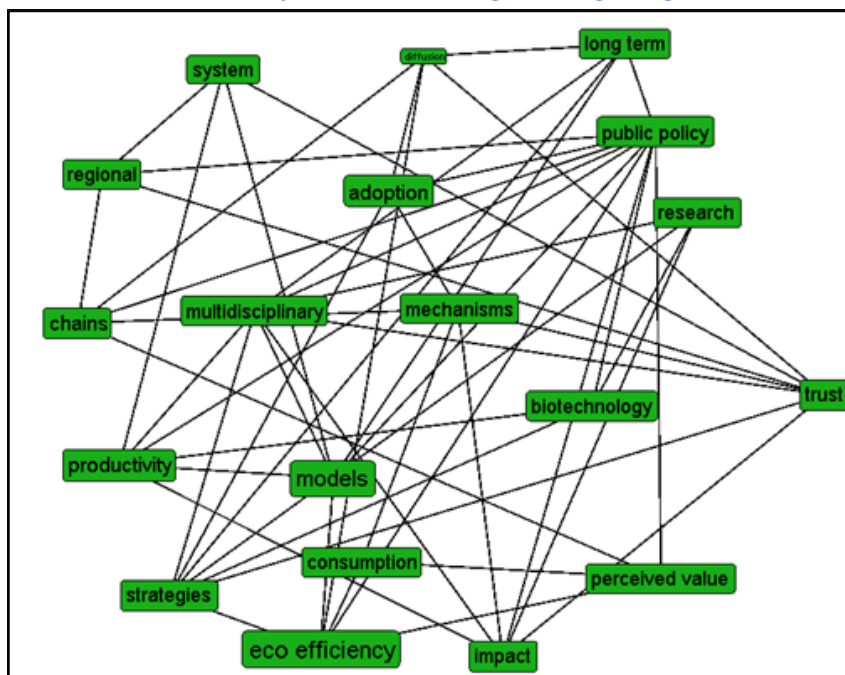 long term
diffusion
system
public policy
regional
adoption
research
multidisciplinary
mechanisms
chains
trust
biotechnology
productivity
models
consumption
perceived value
strategies
eco efficiency
impact